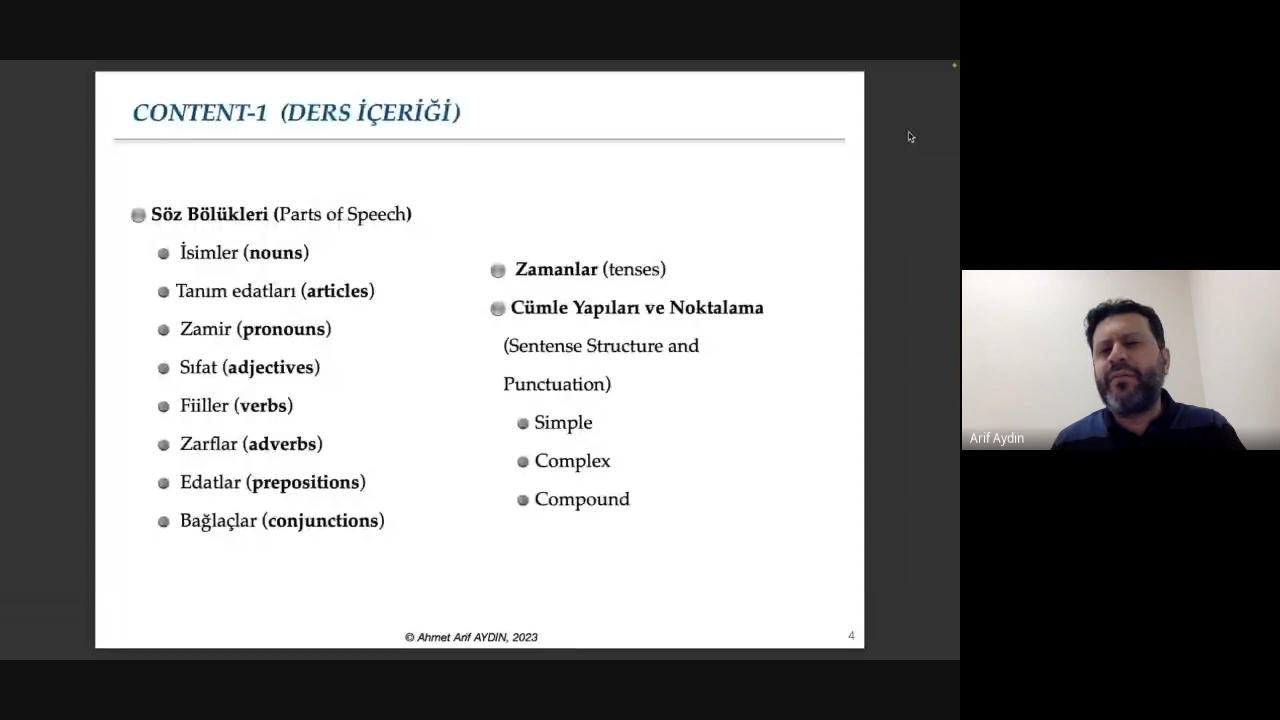 CONTENT-1 (DERS İÇERİĞİ)
Söz Bölükleri (Parts of Speech)
İsimler (nouns)
Tanım edatları (articles)
Zamir (pronouns)
Sıfat (adjectives)
Fiiller (verbs)
Zarflar (adverbs)
Edatlar (prepositions)
Bağlaçlar (conjunctions)
Zamanlar (tenses)
Cümle Yapıları ve Noktalama
(Sentense Structure and
Punctuation)
Simple
Complex
Compound
© Ahmet Arif AYDIN, 2023
4
Arif Aydın